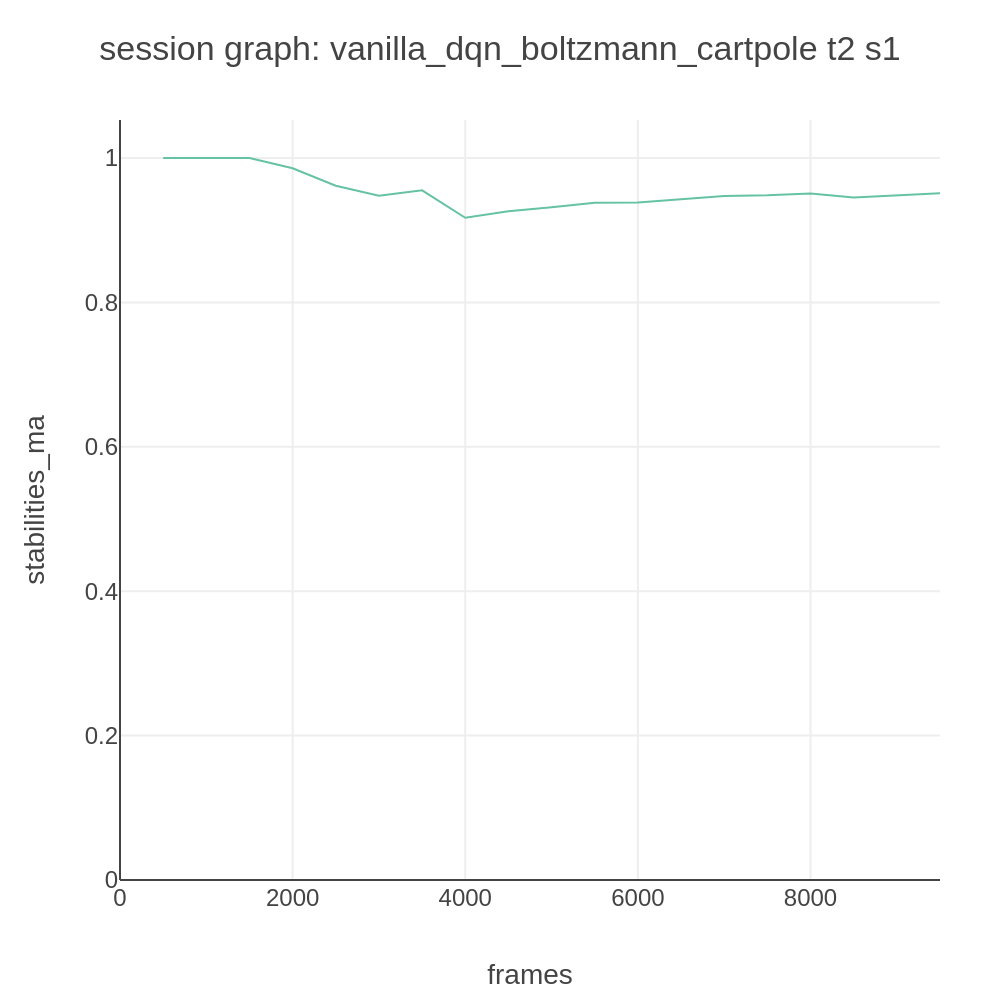 session graph: vanilla_dqn_boltzmann_cartpole t2 s1
1
0.8
0.6
0.4
0.2
0
0 2000 4000 6000 8000
stabilities_ma
frames